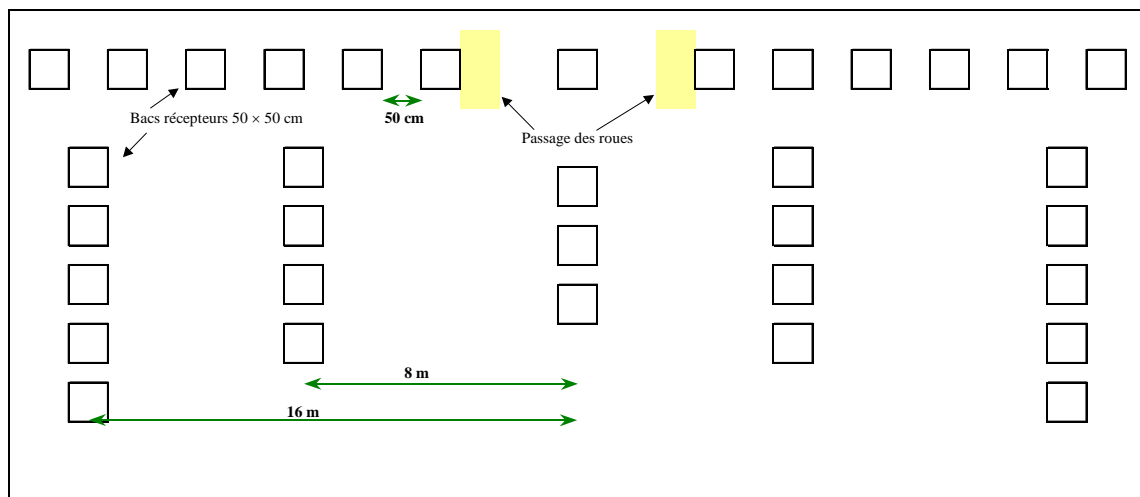 Bacs récepteurs 50 × 50 cm
50 cm
Passage des roues
8 m
16 m